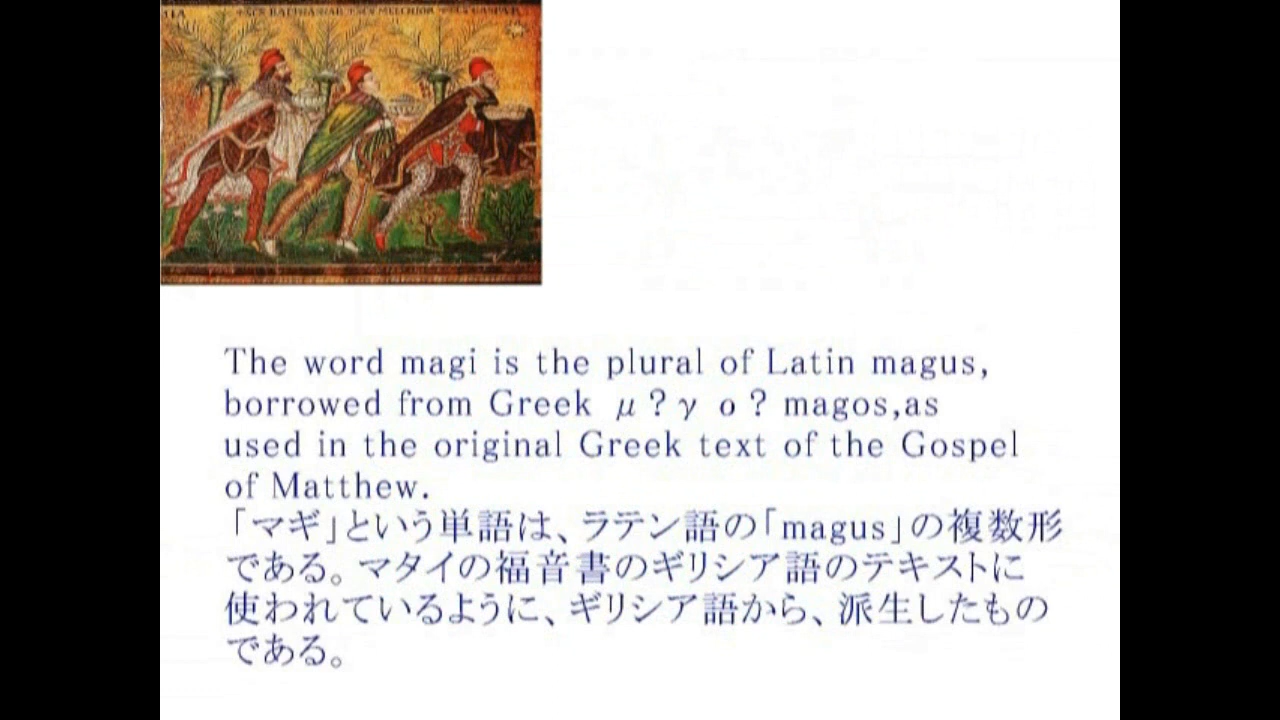 BALTHASSAR MELCHIOR GASPAR
The word magi is the plural of Latin magus,
borrowed from Greek μ?γ ο? magos,as
used in the original Greek text of the Gospel
of Matthew.
「マギ」という単語は、ラテン語の「magus」の複数形
である。マタイの福音書のギリシア語のテキストに
使われているように、ギリシア語から、派生したもの
である。